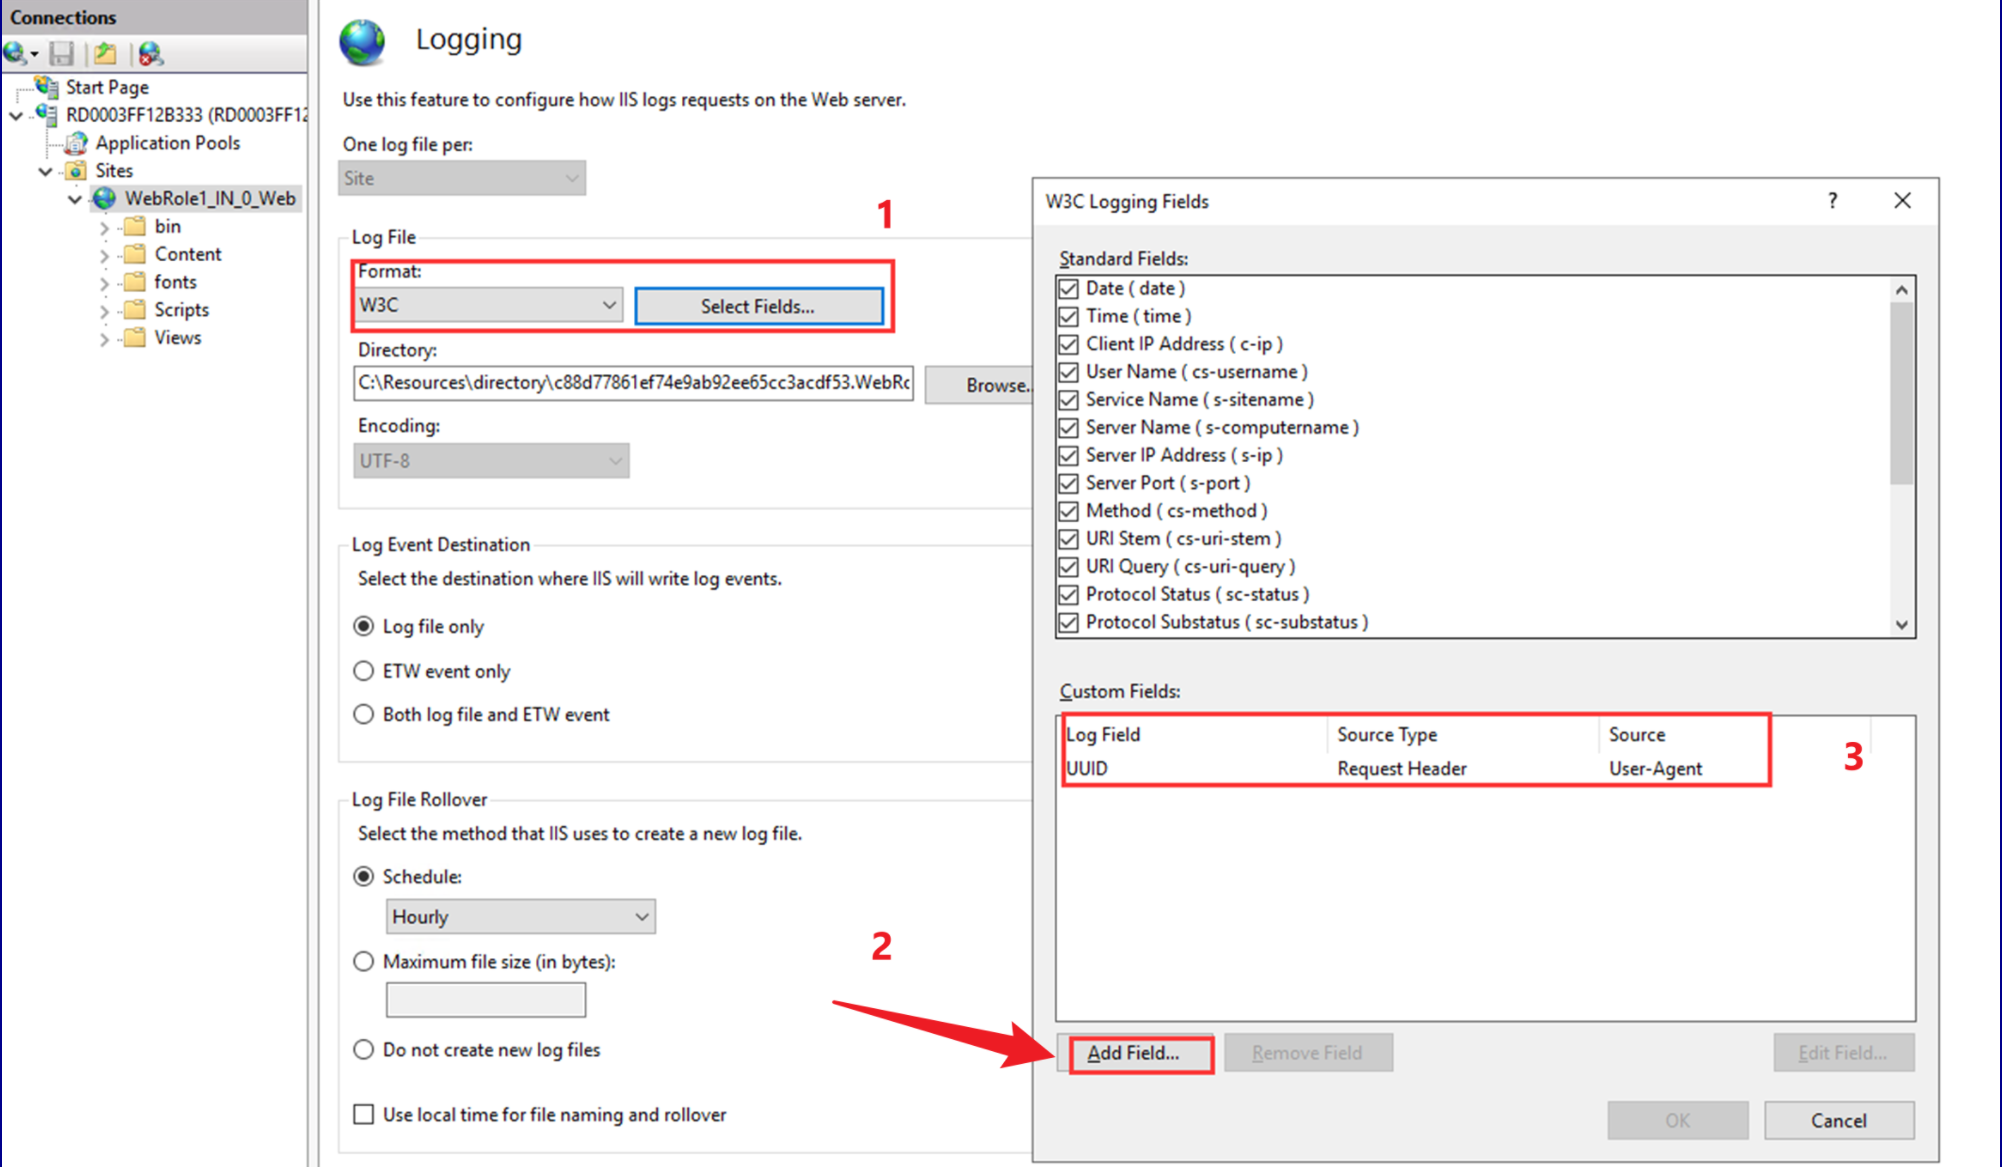 Connections
Start Page
RD0003FF12B333 (RD0003FF12
Application Pools
Sites
WebRole1_IN_0_Web
bin
Content
fonts
Scripts
Views
Logging
Use this feature to configure how IIS logs requests on the Web server.
One log file per:
Site
1
Log File
Format:
W3C
Select Fields...
Directory:
C:\Resources\directory\c88d77861ef74e9ab92ee65cc3acdf53.WebRo
Browse..
Encoding:
UTF-8
Log Event Destination
Select the destination where IIS will write log events.
Log file only
ETW event only
Both log file and ETW event
Log File Rollover
Select the method that IIS uses to create a new log file.
Schedule:
Hourly
Maximum file size (in bytes):
Do not create new log files
Use local time for file naming and rollover
2
W3C Logging Fields
?
Standard Fields:
Date ( date )
Time ( time )
Client IP Address ( c-ip )
User Name ( cs-username )
Service Name ( s-sitename )
Server Name ( s-computername )
Server IP Address ( s-ip )
Server Port ( s-port )
Method ( cs-method )
URI Stem ( cs-uri-stem )
URI Query ( cs-uri-query )
Protocol Status ( sc-status )
Protocol Substatus ( sc-substatus )
Custom Fields:
Log Field Source Type Source
UUID Request Header User-Agent
3
Add Field... Remove Field Edit Field...
OK Cancel